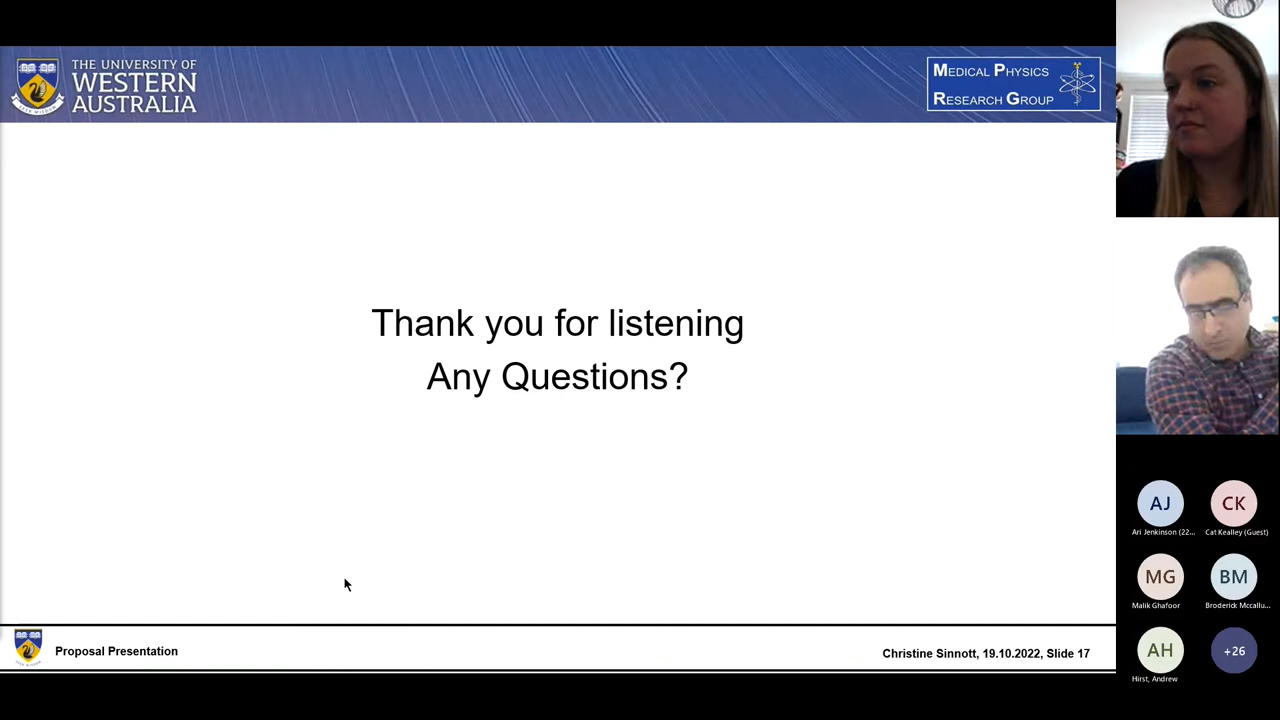 THE UNIVERSITY OF
WESTERN
AUSTRALIA
MEDICAL PHYSICS
RESEARCH GROUP
Thank you for listening
Any Questions?
Proposal Presentation
Christine Sinnott, 19.10.2022, Slide 17
AJ
CK
Ari Jenkinson (22...
Cat Kealley (Guest)
MG
BM
Malik Ghafoor
Broderick Mccallu...
AH
+26
Hirst, Andrew